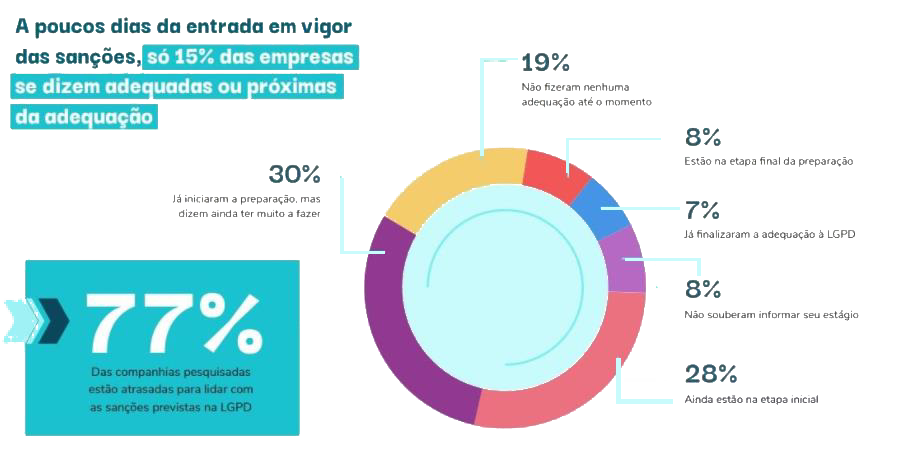 A poucos dias da entrada em vigor
das sanções, só 15% das empresas
se dizem adequadas ou próximas
da adequação
19%
Não fizeram nenhuma
adequação até o momento
8%
Estão na etapa final da preparação
30%
Já iniciaram a preparação, mas
dizem ainda ter muito a fazer
7%
Já finalizaram a adequação à LGPD
8%
Não souberam informar seu estágio
77%
Das companhias pesquisadas
estão atrasadas para lidar com
as sanções previstas na LGPD
28%
Ainda estão na etapa inicial